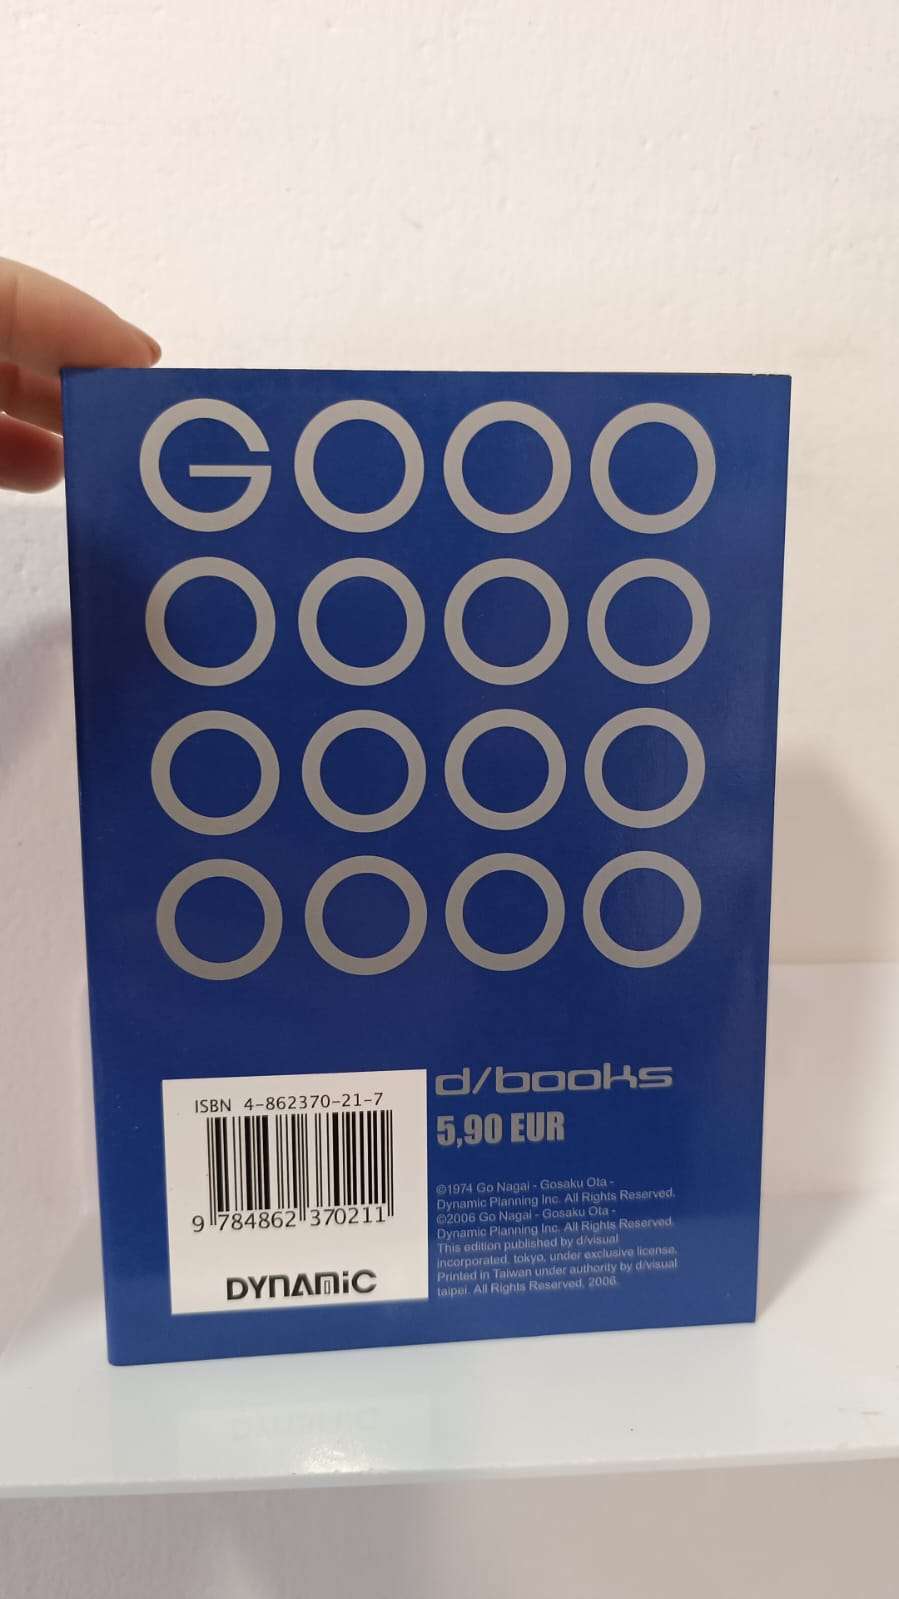 GOOO
OOOO
OOOO
OOOO
d/books
5,90 EUR
ISBN 4-862370-21-7
9 784862 370211
DYNAMIC
©1974 Go Nagai - Gosaku Ota -
Dynamic Planning Inc. All Rights Reserved.
©2006 Go Nagai - Gosaku Ota -
Dynamic Planning Inc. All Rights Reserved.
This edition published by d/visual
incorporated, tokyo, under exclusive license.
Printed in Taiwan under authority by d/visual
taipei. All Rights Reserved, 2006.